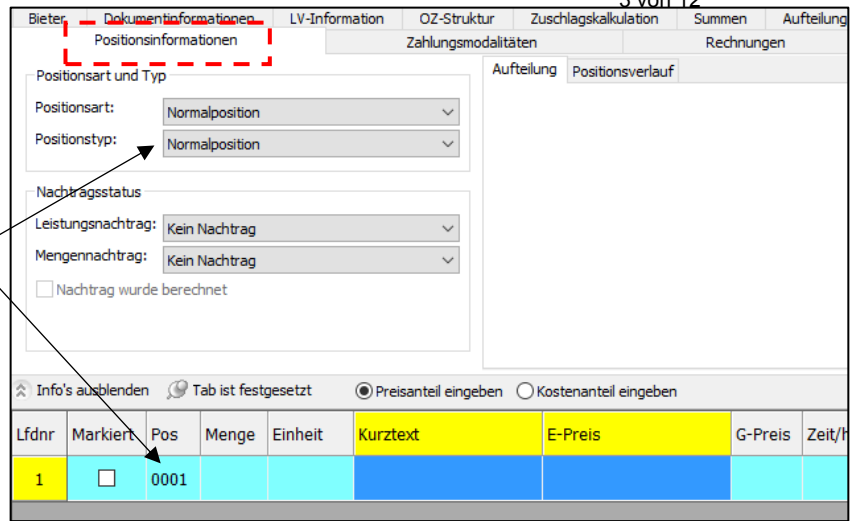 3 von 12
Bieter Dokumentinformationen LV-Information OZ-Struktur Zuschlagskalkulation Summen Aufteilung
Positionsinformationen Zahlungsmodalitäten Rechnungen
Positionsart und Typ
Aufteilung Positionsverlauf
Positionsart: Normalposition
Positionstyp: Normalposition
Nachtragsstatus
Leistungsnachtrag: Kein Nachtrag
Mengennachtrag: Kein Nachtrag
Nachtrag wurde berechnet
Info's ausblenden Tab ist festgesetzt Preisanteil eingeben Kostenanteil eingeben
Lfdnr Markiert Pos Menge Einheit Kurztext E-Preis G-Preis Zeit/h
1 0001